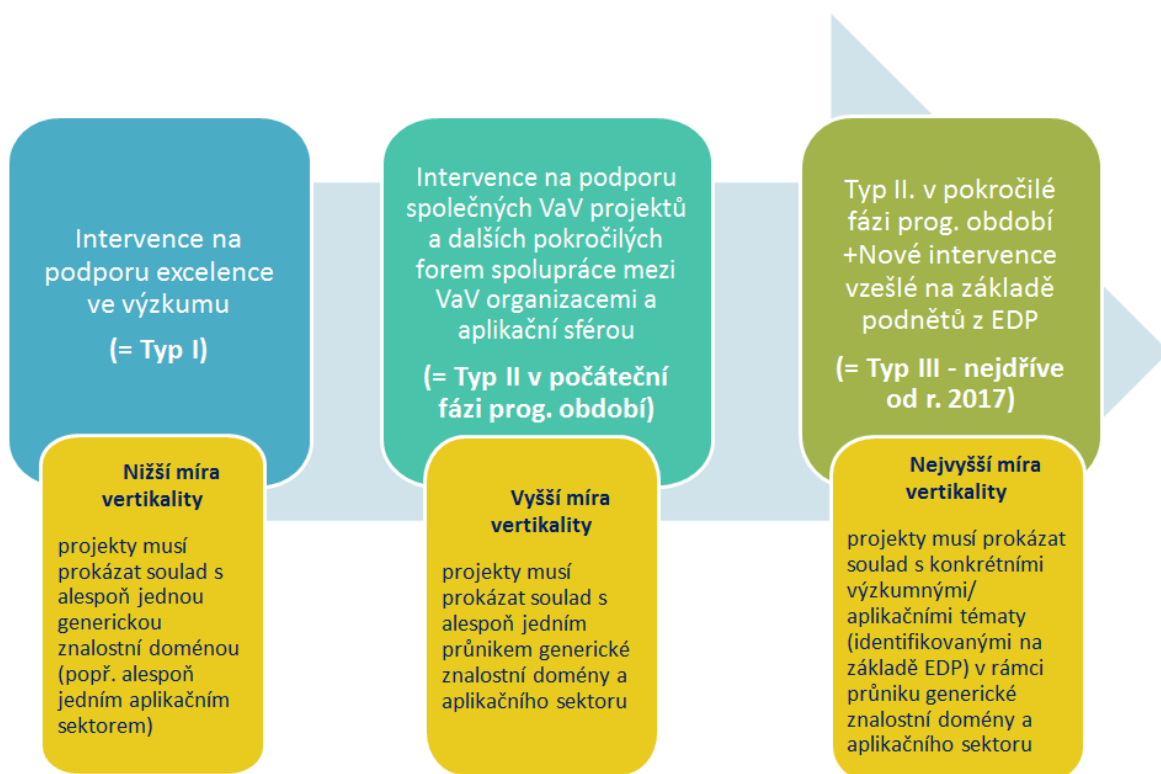 Intervence na
podporu excelence
ve výzkumu
(= Typ I)
Nižší míra
vertikality
projekty musí
prokázat soulad s
alespoň jednou
generickou
znalostní doménou
(popř. alespoň
jedním aplikačním
sektorem)
Intervence na podporu
společných VaV projektů
a dalších pokročilých
forem spolupráce mezi
VaV organizacemi a
aplikační sférou
(= Typ II v počáteční
fázi prog. období)
Vyšší míra
vertikality
projekty musí
prokázat soulad s
alespoň jedním
průnikem generické
znalostní domény a
aplikačního sektoru
Typ II. v pokročilé
fázi prog. období
+Nové intervence
vzešlé na základě
podnětů z EDP
(= Typ III - nejdříve
od r. 2017)
Nejvyšší míra
vertikality
projekty musí prokázat
soulad s konkrétními
výzkumnými/
aplikační tématy
(identifikovanými na
základě EDP) v rámci
průniku generické
znalostní domény a
aplikačního sektoru